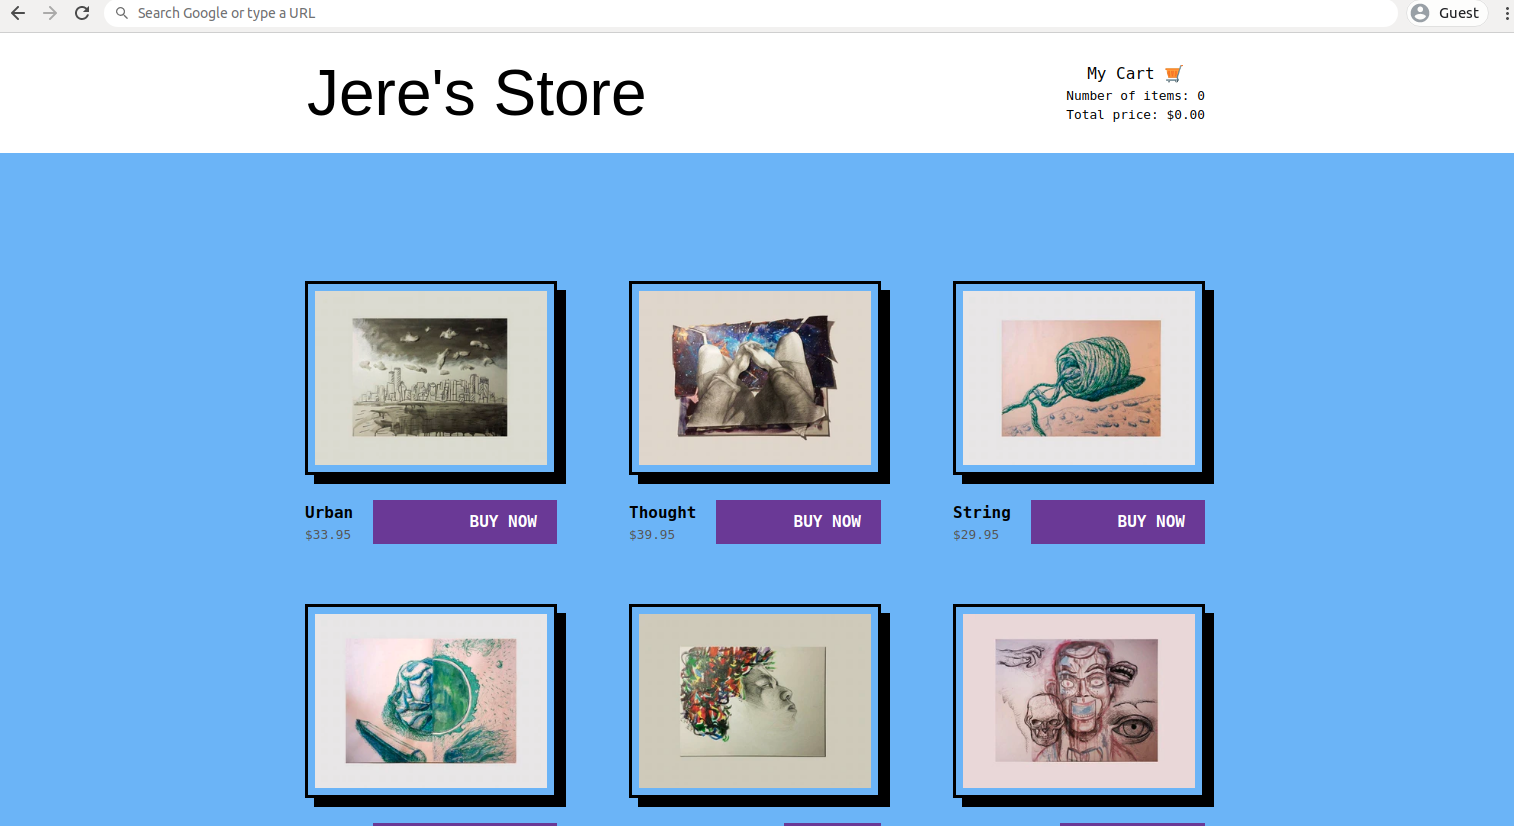 Search Google or type a URL
Guest
Jere's Store
My Cart 🛒
Number of items: 0
Total price: $0.00
Urban
$33.95
BUY NOW
Thought
$39.95
BUY NOW
String
$29.95
BUY NOW